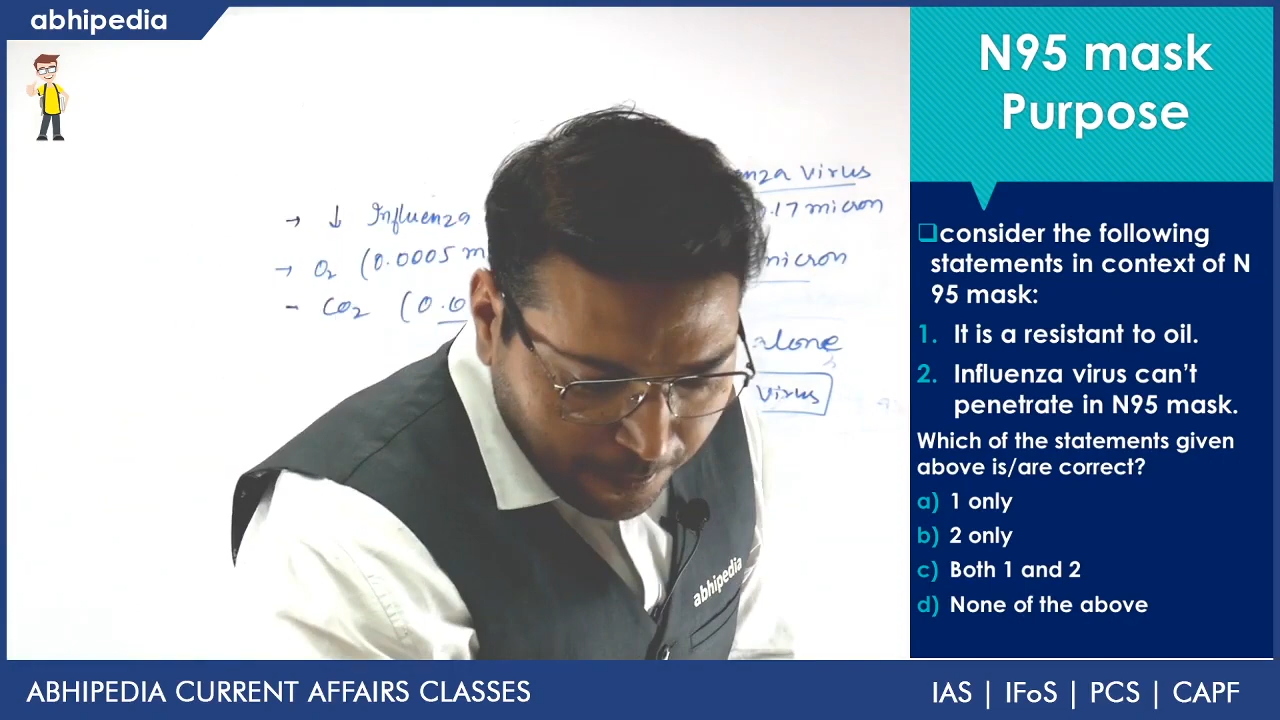 abhipedia
N95 mask
Purpose
→ ↓ Influenza
enza Virus
.17 micron
→ O₂ (0.0005 m
micron
- CO₂ (0.0
alone
Virus
❑consider the following
statements in context of N
95 mask:
1. It is a resistant to oil.
2. Influenza virus can't
penetrate in N95 mask.
Which of the statements given
above is/are correct?
a) 1 only
b) 2 only
c) Both 1 and 2
d) None of the above
abhipedia
ABHIPEDIA CURRENT AFFAIRS CLASSES
IAS | IFoS | PCS | CAPF